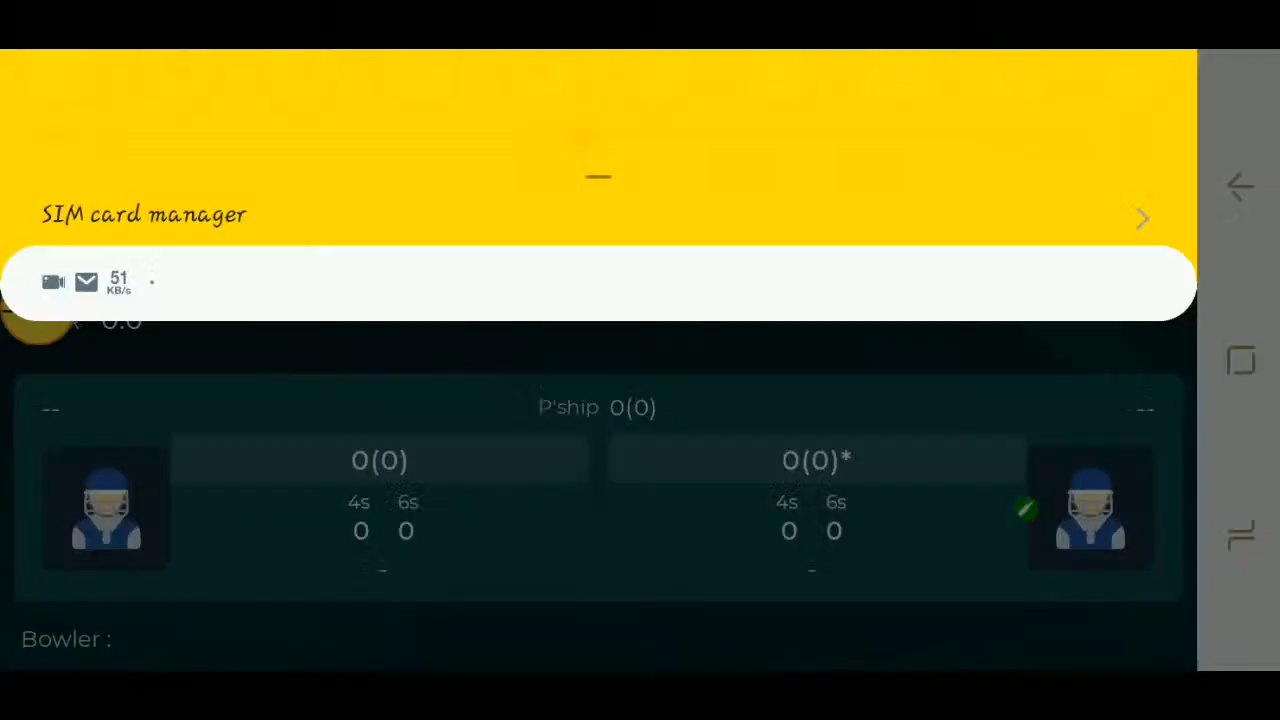 SIM card manager
51
KB/s
0.0
-- P'ship 0(0) --
0(0) 0(0)*
4s 6s 4s 6s
0 0 0 0
- -
Bowler :